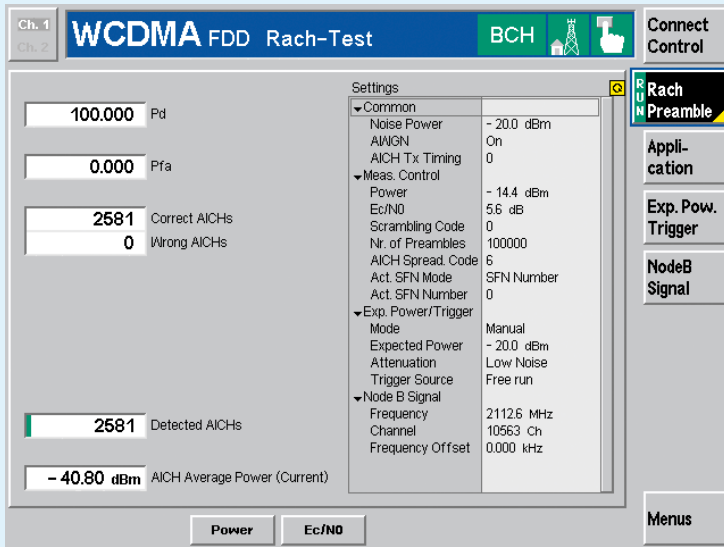 Ch. 1
Ch. 2
WCDMA FDD Rach-Test
BCH
Connect Control
100.000 Pd
0.000 Pfa
2581 Correct AICHs
0 Wrong AICHs
2581 Detected AICHs
- 40.80 dBm AICH Average Power (Current)
Settings
Common
Noise Power - 20.0 dBm
AWGN On
AICH Tx Timing 0
Meas. Control
Power - 14.4 dBm
Ec/N0 5.6 dB
Scrambling Code 0
Nr. of Preambles 100000
AICH Spread. Code 6
Act. SFN Mode SFN Number
Act. SFN Number 0
Exp. Power/Trigger
Mode Manual
Expected Power - 20.0 dBm
Attenuation Low Noise
Trigger Source Free run
Node B Signal
Frequency 2112.6 MHz
Channel 10563 Ch
Frequency Offset 0.000 kHz
RUN
Rach
Preamble
Appli-
cation
Exp. Pow.
Trigger
NodeB
Signal
Menus
Power
Ec/N0